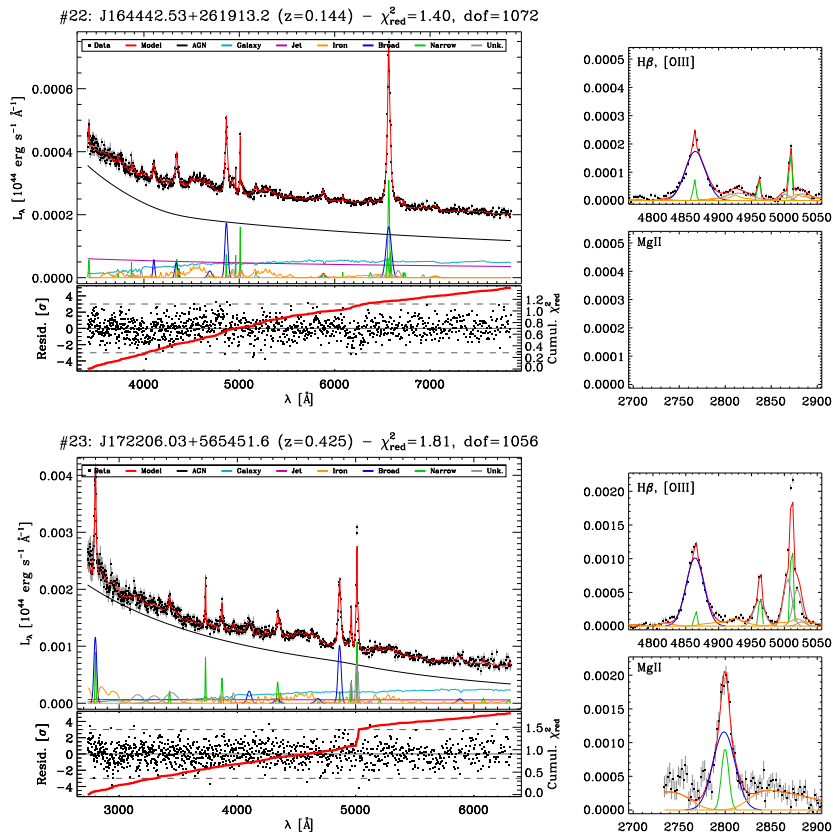 #22: J164442.53+261913.2 (z=0.144) − χ²red=1.40, dof=1072
Data Model AGN Galaxy Jet Iron Broad Narrow Unk.
Lλ [10⁴⁴ erg s⁻¹ Å⁻¹]
0.0006
0.0004
0.0002
0.0000
Resid. [σ]
4
2
0
−2
−4
Cumul. χ²red
1.2
1.0
0.8
0.6
0.4
0.2
0.0
4000 5000 6000 7000
λ [Å]
Hβ, [OIII]
0.0005
0.0004
0.0003
0.0002
0.0001
0.0000
4800 4850 4900 4950 5000 5050
MgII
0.0005
0.0004
0.0003
0.0002
0.0001
0.0000
2700 2750 2800 2850 2900
#23: J172206.03+565451.6 (z=0.425) − χ²red=1.81, dof=1056
Data Model AGN Galaxy Jet Iron Broad Narrow Unk.
Lλ [10⁴⁴ erg s⁻¹ Å⁻¹]
0.004
0.003
0.002
0.001
0.000
Resid. [σ]
4
2
0
−2
−4
Cumul. χ²red
1.5
1.0
0.5
0.0
3000 4000 5000 6000
λ [Å]
Hβ, [OIII]
0.0020
0.0015
0.0010
0.0005
0.0000
4800 4850 4900 4950 5000 5050
MgII
0.0020
0.0015
0.0010
0.0005
0.0000
2700 2750 2800 2850 2900